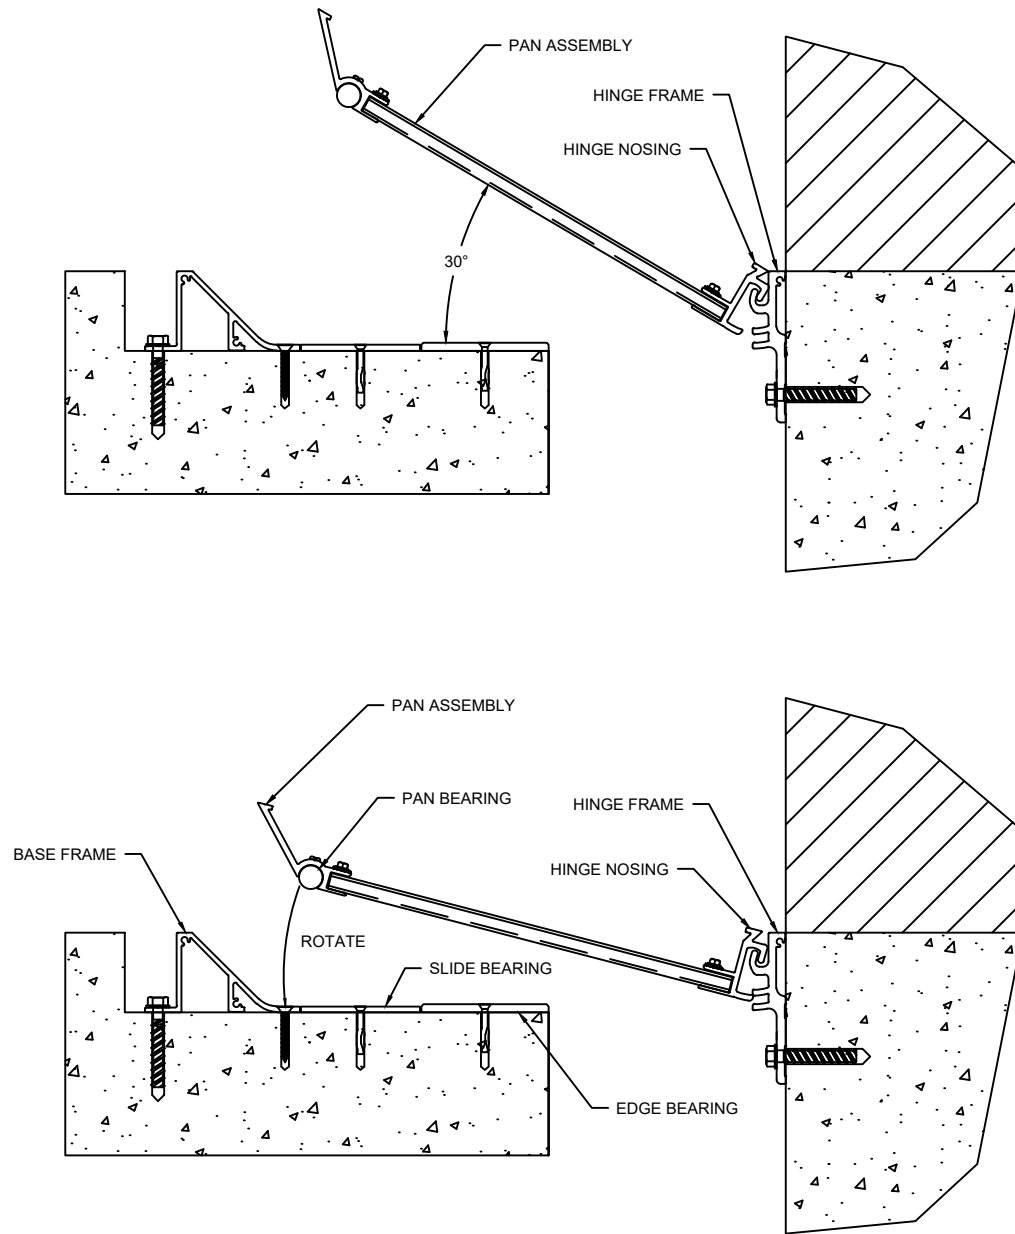 PAN ASSEMBLY
HINGE FRAME
HINGE NOSING
30°
PAN ASSEMBLY
PAN BEARING
HINGE FRAME
BASE FRAME
HINGE NOSING
ROTATE
SLIDE BEARING
EDGE BEARING